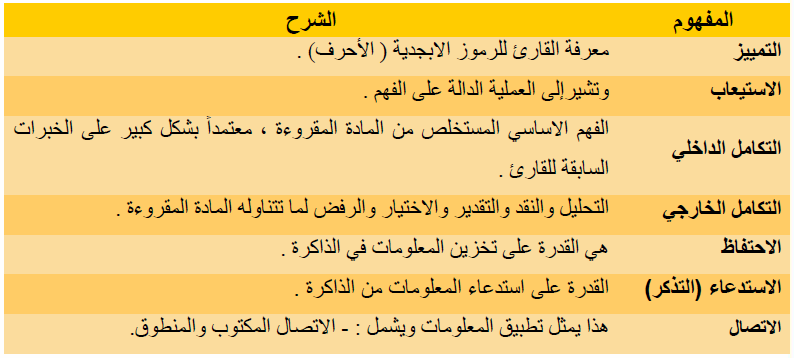 المفهوم الشرح
التمييز معرفة القارئ للرموز الابجدية ( الأحرف) .
الاستيعاب وتشيرإلى العملية الدالة على الفهم .
التكامل الداخلي الفهم الاساسي المستخلص من المادة المقروءة ، معتمداً بشكل كبير على الخبرات
السابقة للقارئ .
التكامل الخارجي التحليل والنقد والتقدير والاختيار والرفض لما تتناوله المادة المقروءة .
الاحتفاظ هي القدرة على تخزين المعلومات في الذاكرة .
الاستدعاء (التذكر) القدرة على استدعاء المعلومات من الذاكرة .
الاتصال هذا يمثل تطبيق المعلومات ويشمل : - الاتصال المكتوب والمنطوق.